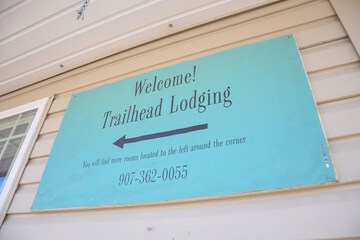 Welcome!
Trailhead Lodging
You will find more rooms located to the left around the corner
907-362-0055